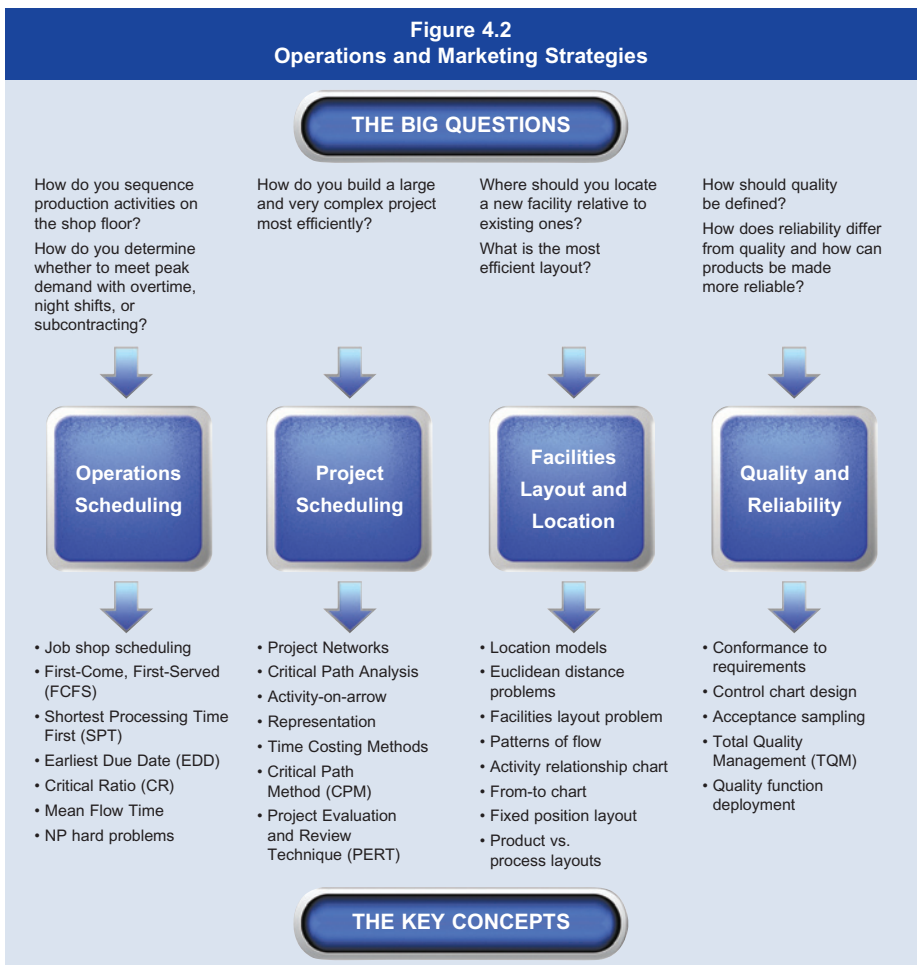 Figure 4.2
Operations and Marketing Strategies
THE BIG QUESTIONS
How do you sequence
production activities on
the shop floor?
How do you determine
whether to meet peak
demand with overtime,
night shifts, or
subcontracting?
How do you build a large
and very complex project
most efficiently?
Where should you locate
a new facility relative to
existing ones?
What is the most
efficient layout?
How should quality
be defined?
How does reliability differ
from quality and how can
products be made
more reliable?
Operations
Scheduling
Project
Scheduling
Facilities
Layout and
Location
Quality and
Reliability
• Job shop scheduling
• First-Come, First-Served
(FCFS)
• Shortest Processing Time
First (SPT)
• Earliest Due Date (EDD)
• Critical Ratio (CR)
• Mean Flow Time
• NP hard problems
• Project Networks
• Critical Path Analysis
• Activity-on-arrow
• Representation
• Time Costing Methods
• Critical Path
Method (CPM)
• Project Evaluation
and Review
Technique (PERT)
• Location models
• Euclidean distance
problems
• Facilities layout problem
• Patterns of flow
• Activity relationship chart
• From-to chart
• Fixed position layout
• Product vs.
process layouts
• Conformance to
requirements
• Control chart design
• Acceptance sampling
• Total Quality
Management (TQM)
• Quality function
deployment
THE KEY CONCEPTS